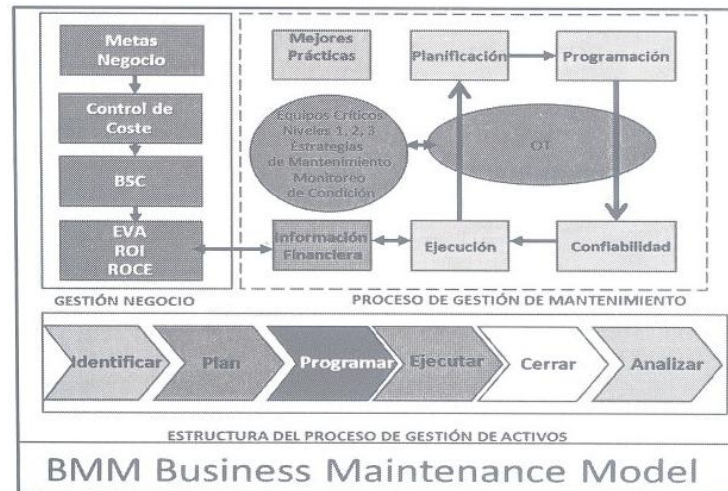 Metas
Negocio
Control de
Coste
BSC
EVA
ROI
ROCE
GESTIÓN NEGOCIO
Mejores
Prácticas
Planificación
Programación
Equipos Críticos
Niveles 1, 2, 3
Estrategias
de Mantenimiento
Monitoreo
de Condición
OT
Información
Financiera
Ejecución
Confiabilidad
PROCESO DE GESTIÓN DE MANTENIMIENTO
Identificar
Plan
Programar
Ejecutar
Cerrar
Analizar
ESTRUCTURA DEL PROCESO DE GESTIÓN DE ACTIVOS
BMM Business Maintenance Model